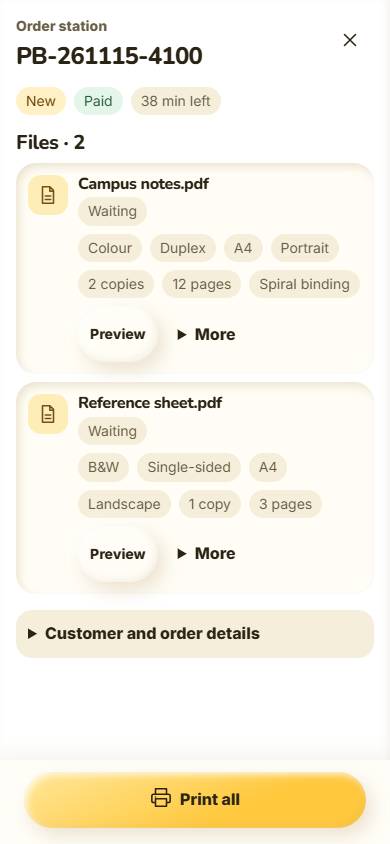 Order station
PB-261115-4100
New Paid 38 min left
Files · 2
Campus notes.pdf
Waiting
Colour Duplex A4 Portrait
2 copies 12 pages Spiral binding
Preview More
Reference sheet.pdf
Waiting
B&W Single-sided A4
Landscape 1 copy 3 pages
Preview More
Customer and order details
Print all